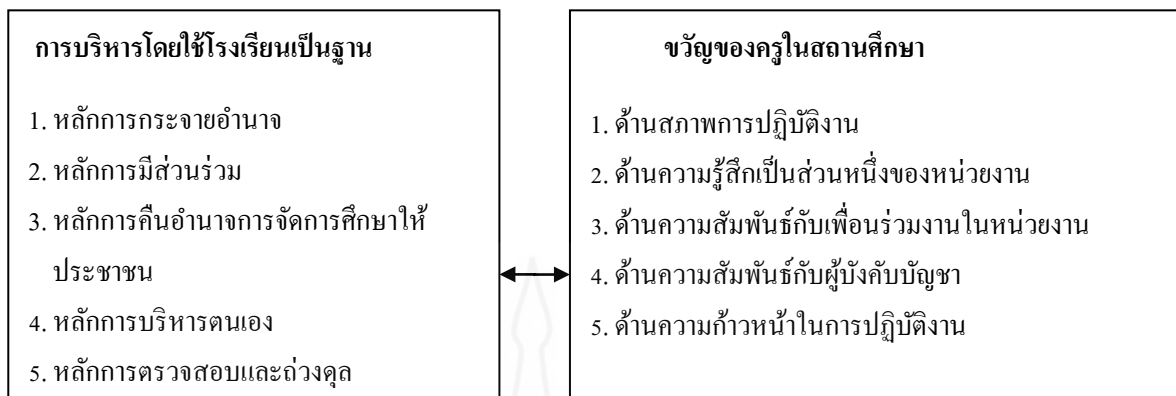 การบริหารโดยใช้โรงเรียนเป็นฐาน
1. หลักการกระจายอำนาจ
2. หลักการมีส่วนร่วม
3. หลักการคืนอำนาจการจัดการศึกษาให้
ประชาชน
4. หลักการบริหารตนเอง
5. หลักการตรวจสอบและถ่วงดุล
ขวัญของครูในสถานศึกษา
1. ด้านสภาพการปฏิบัติงาน
2. ด้านความรู้สึกเป็นส่วนหนึ่งของหน่วยงาน
3. ด้านความสัมพันธ์กับเพื่อนร่วมงานในหน่วยงาน
4. ด้านความสัมพันธ์กับผู้บังคับบัญชา
5. ด้านความก้าวหน้าในการปฏิบัติงาน